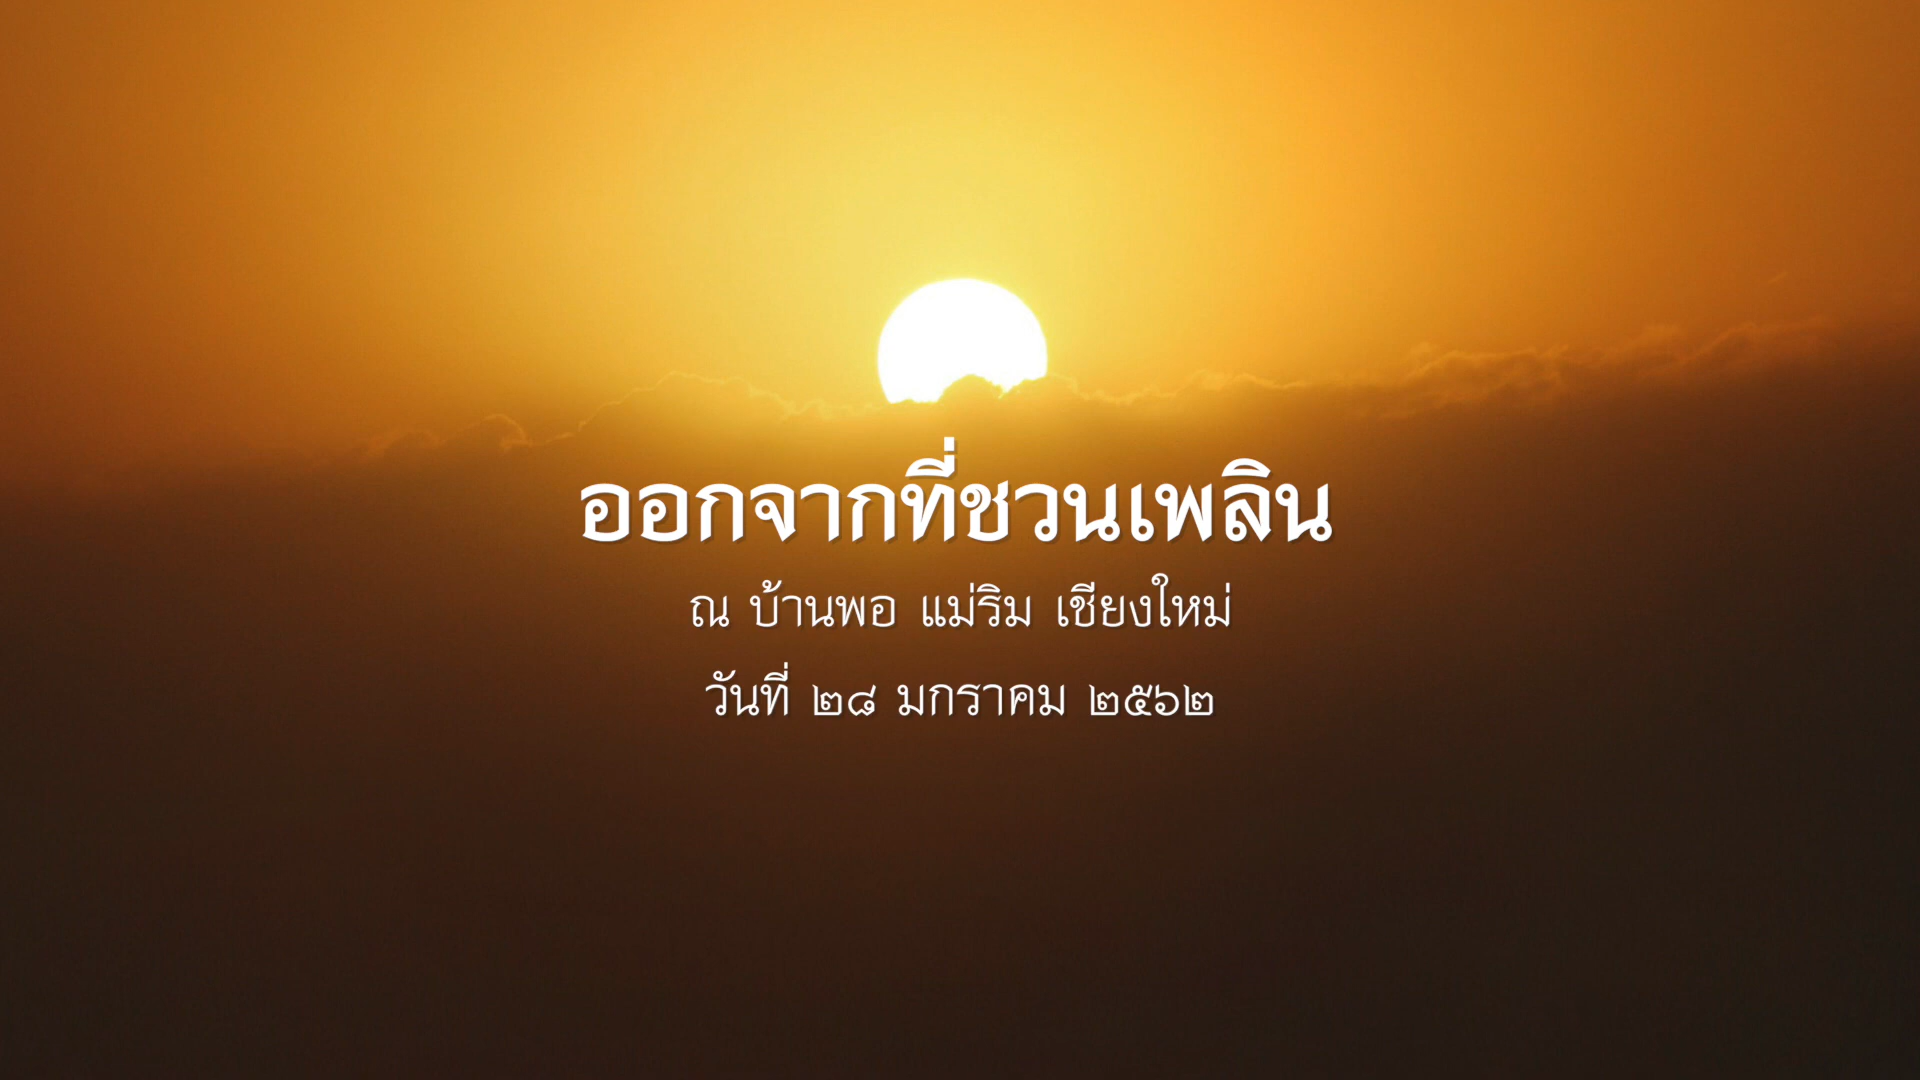 ออกจากที่ชวนเพลิน
ณ บ้านพอ แม่ริม เชียงใหม่
วันที่ ๒๘ มกราคม ๒๕๖๒